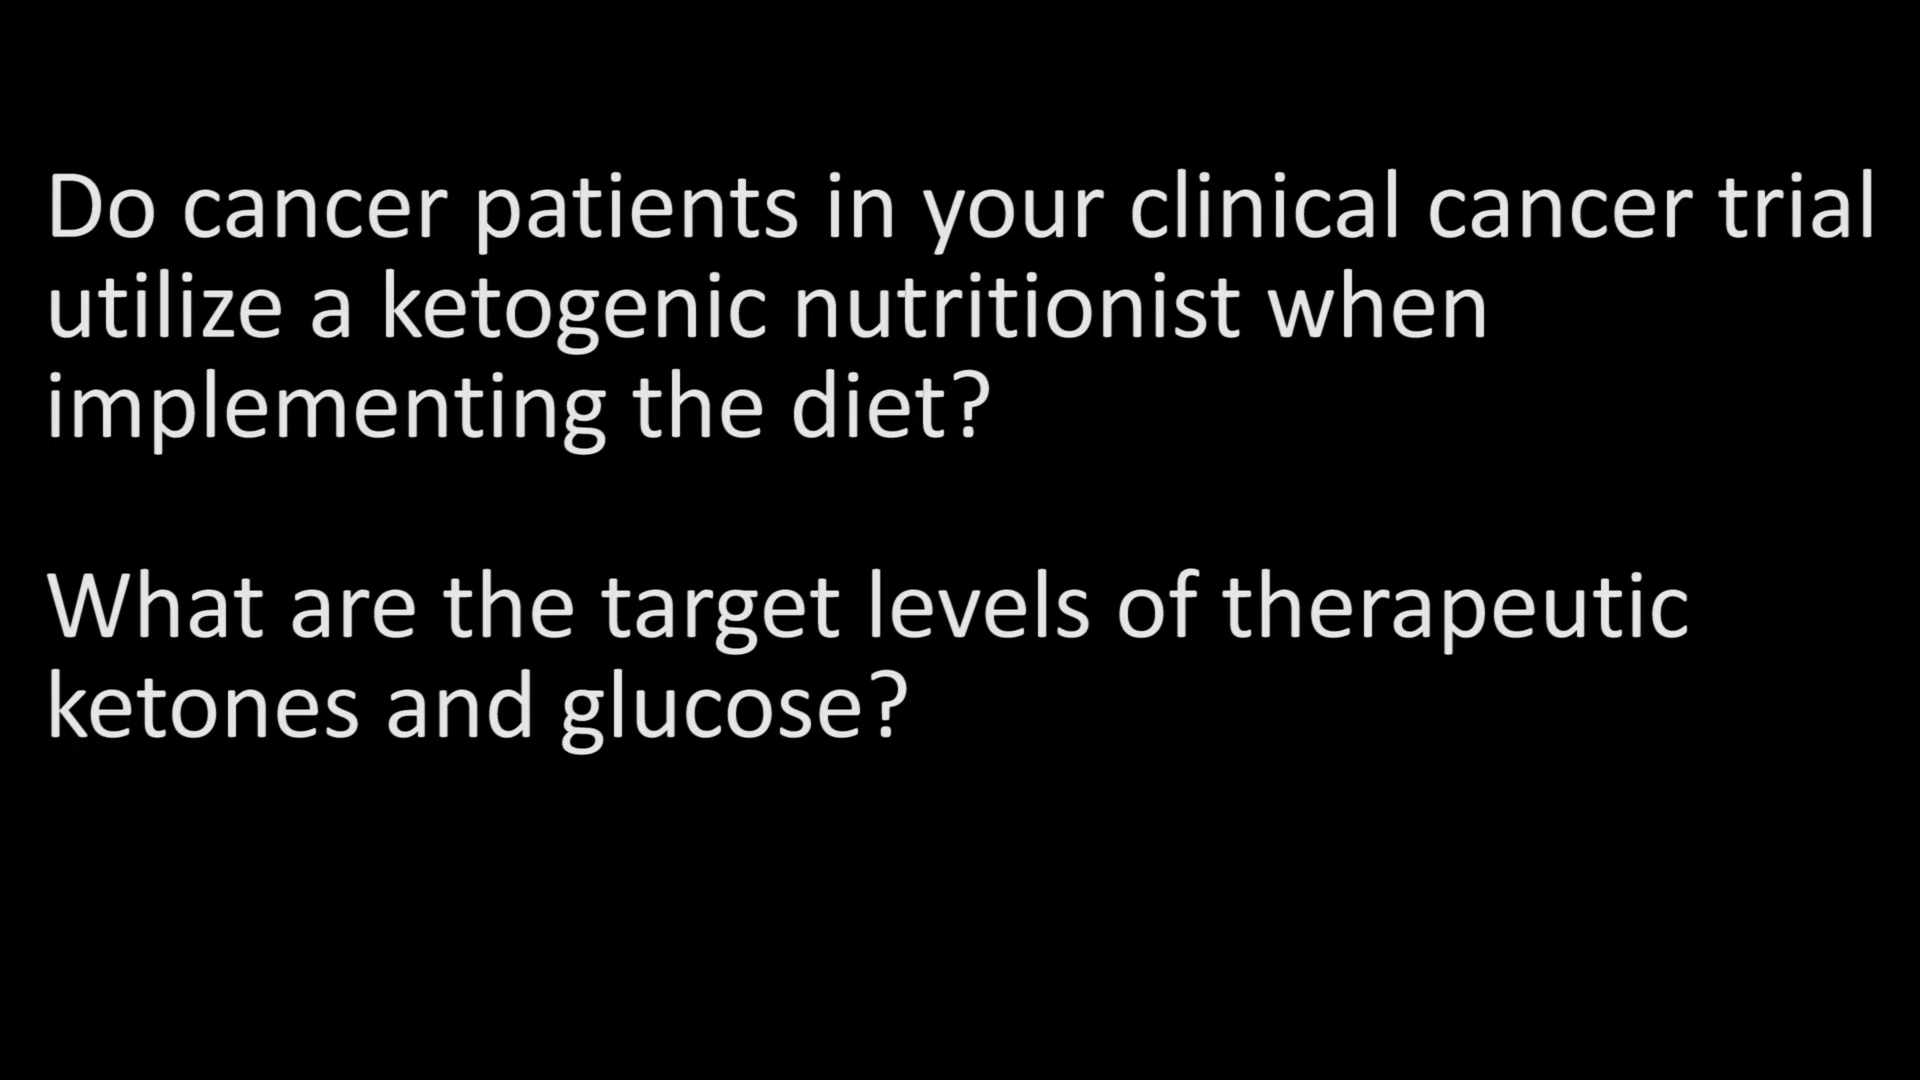 Do cancer patients in your clinical cancer trial
utilize a ketogenic nutritionist when
implementing the diet?
What are the target levels of therapeutic
ketones and glucose?